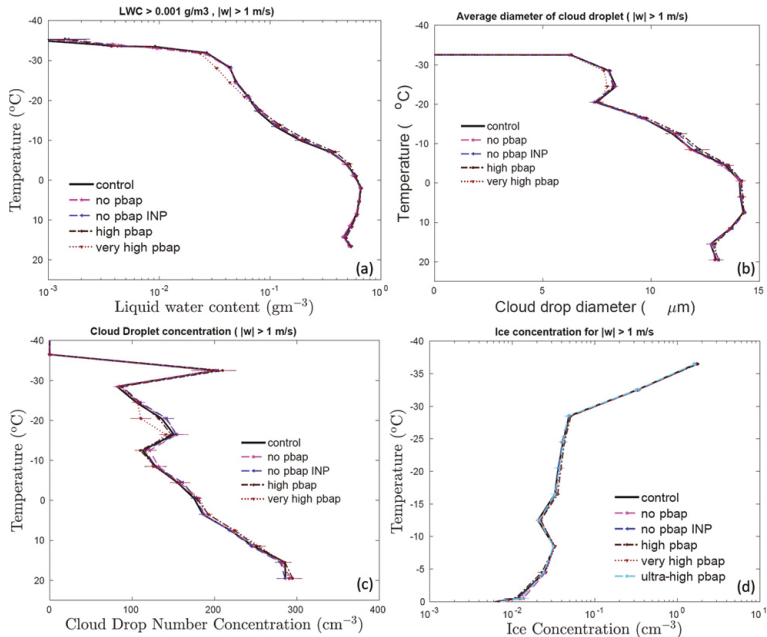 LWC > 0.001 g/m3 , |w| > 1 m/s)
-40
-30
-20
-10
0
10
20
Temperature (°C)
control
no pbap
no pbap INP
high pbap
very high pbap
(a)
10⁻³ 10⁻² 10⁻¹ 10⁰
Liquid water content (gm⁻³)
Average diameter of cloud droplet ( |w| > 1 m/s)
-40
-30
-20
-10
0
10
20
Temperature ( °C)
control
no pbap
no pbap INP
high pbap
very high pbap
(b)
0 5 10 15
Cloud drop diameter ( μm)
Cloud Droplet concentration ( |w| > 1 m/s)
-40
-30
-20
-10
0
10
20
Temperature (°C)
control
no pbap
no pbap INP
high pbap
very high pbap
(c)
0 100 200 300 400
Cloud Drop Number Concentration (cm⁻³)
Ice concentration for |w| > 1 m/s
-40
-35
-30
-25
-20
-15
-10
-5
0
Temperature (°C)
control
no pbap
no pbap INP
high pbap
very high pbap
ultra-high pbap
(d)
10⁻³ 10⁻² 10⁻¹ 10⁰ 10¹
Ice Concentration (cm⁻³)